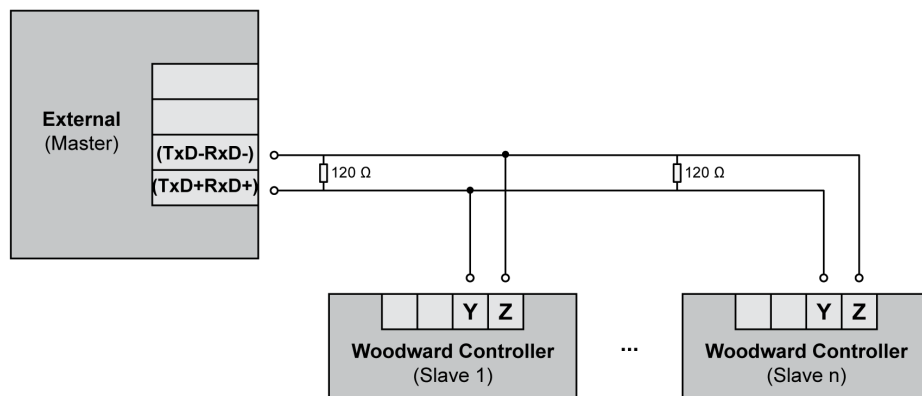 External
(Master)
(TxD-RxD-)
(TxD+RxD+)
120 Ω
120 Ω
Y Z
Woodward Controller
(Slave 1)
...
Y Z
Woodward Controller
(Slave n)